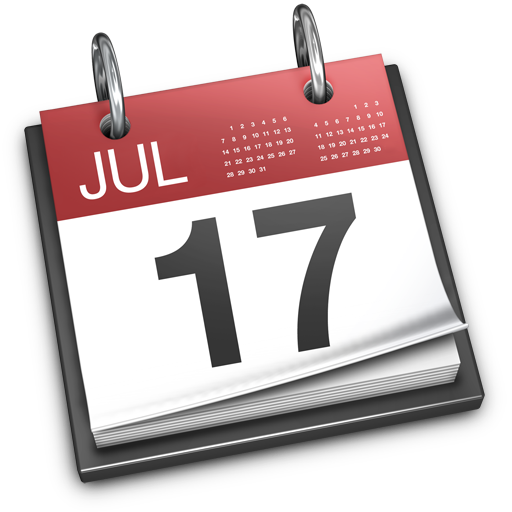 JUL
1 2 3 4 5 6
7 8 9 10 11 12 13
14 15 16 17 18 19 20
21 22 23 24 25 26 27
28 29 30 31
1 2 3
4 5 6 7 8 9 10
11 12 13 14 15 16 17
18 19 20 21 22 23 24
25 26 27 28 29 30
17